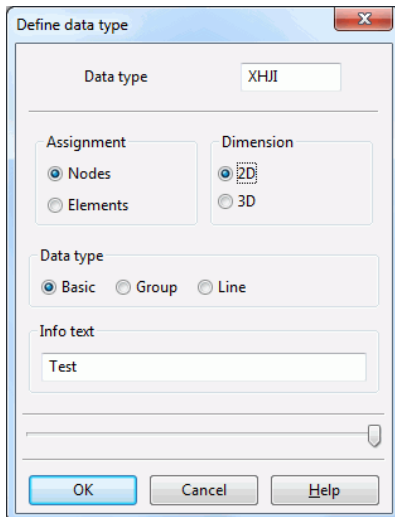 Define data type
Data type XHJI
Assignment Dimension
Nodes 2D
Elements 3D
Data type
Basic Group Line
Info text
Test
OK Cancel Help